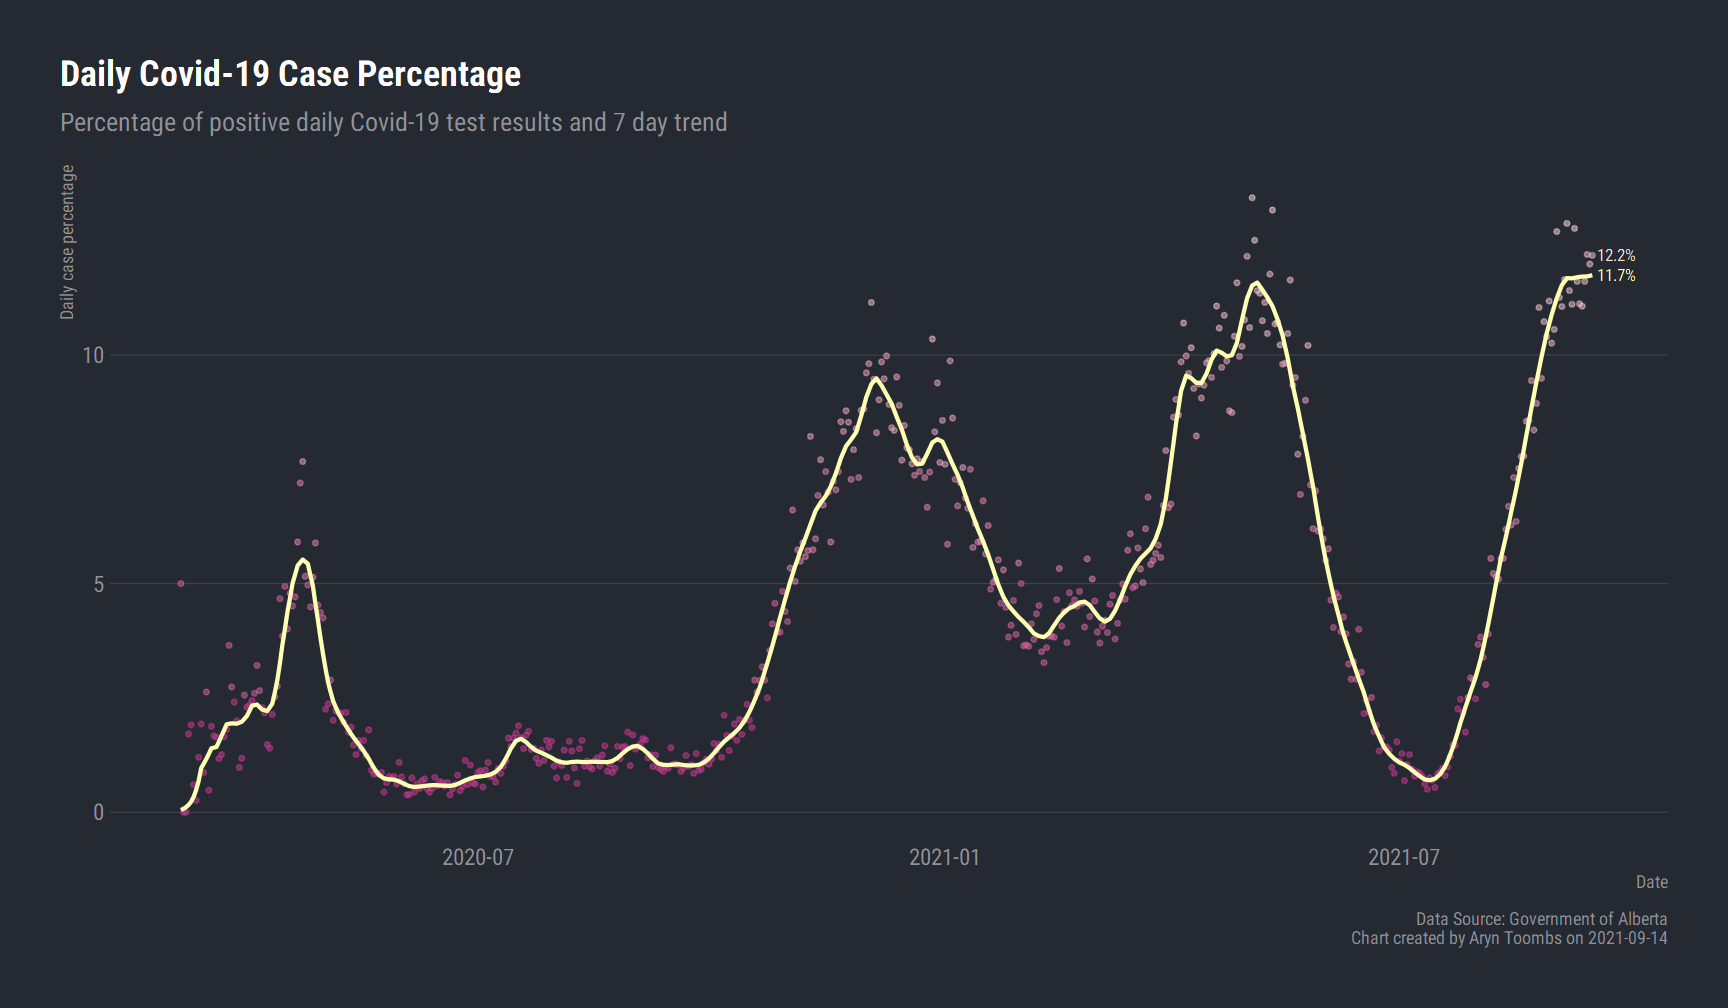 Daily Covid-19 Case Percentage
Percentage of positive daily Covid-19 test results and 7 day trend
Daily case percentage
12.2%
11.7%
10
5
0
2020-07
2021-01
2021-07
Date
Data Source: Government of Alberta
Chart created by Aryn Toombs on 2021-09-14